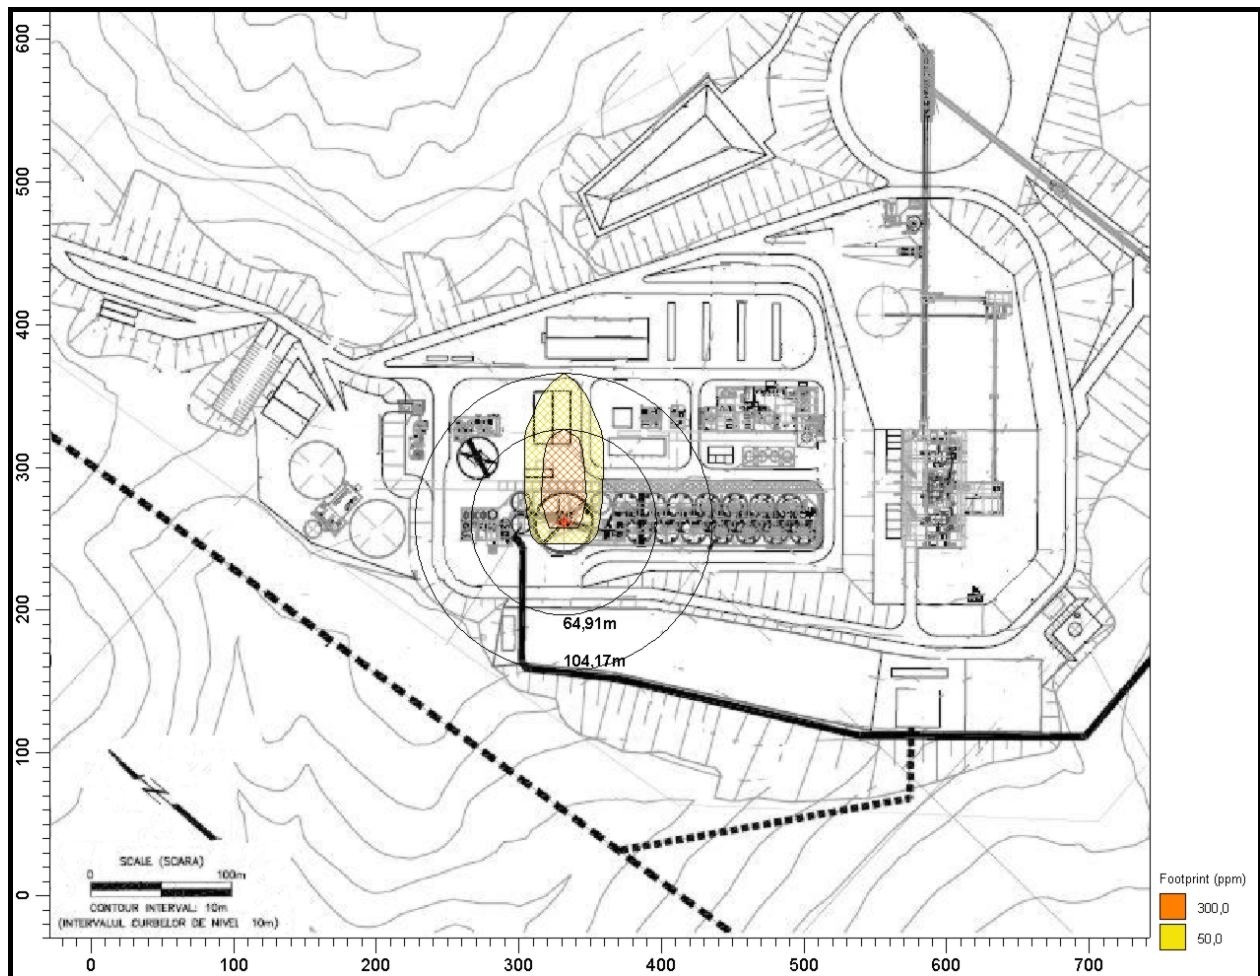 600
500
400
300
200
100
0
64,91m
104,17m
SCALE (SCARA)
0 100m
CONTOUR INTERVAL: 10m
(INTERVALUL CURBELOR DE NIVEL 10m)
Footprint (ppm)
300,0
50,0
0 100 200 300 400 500 600 700